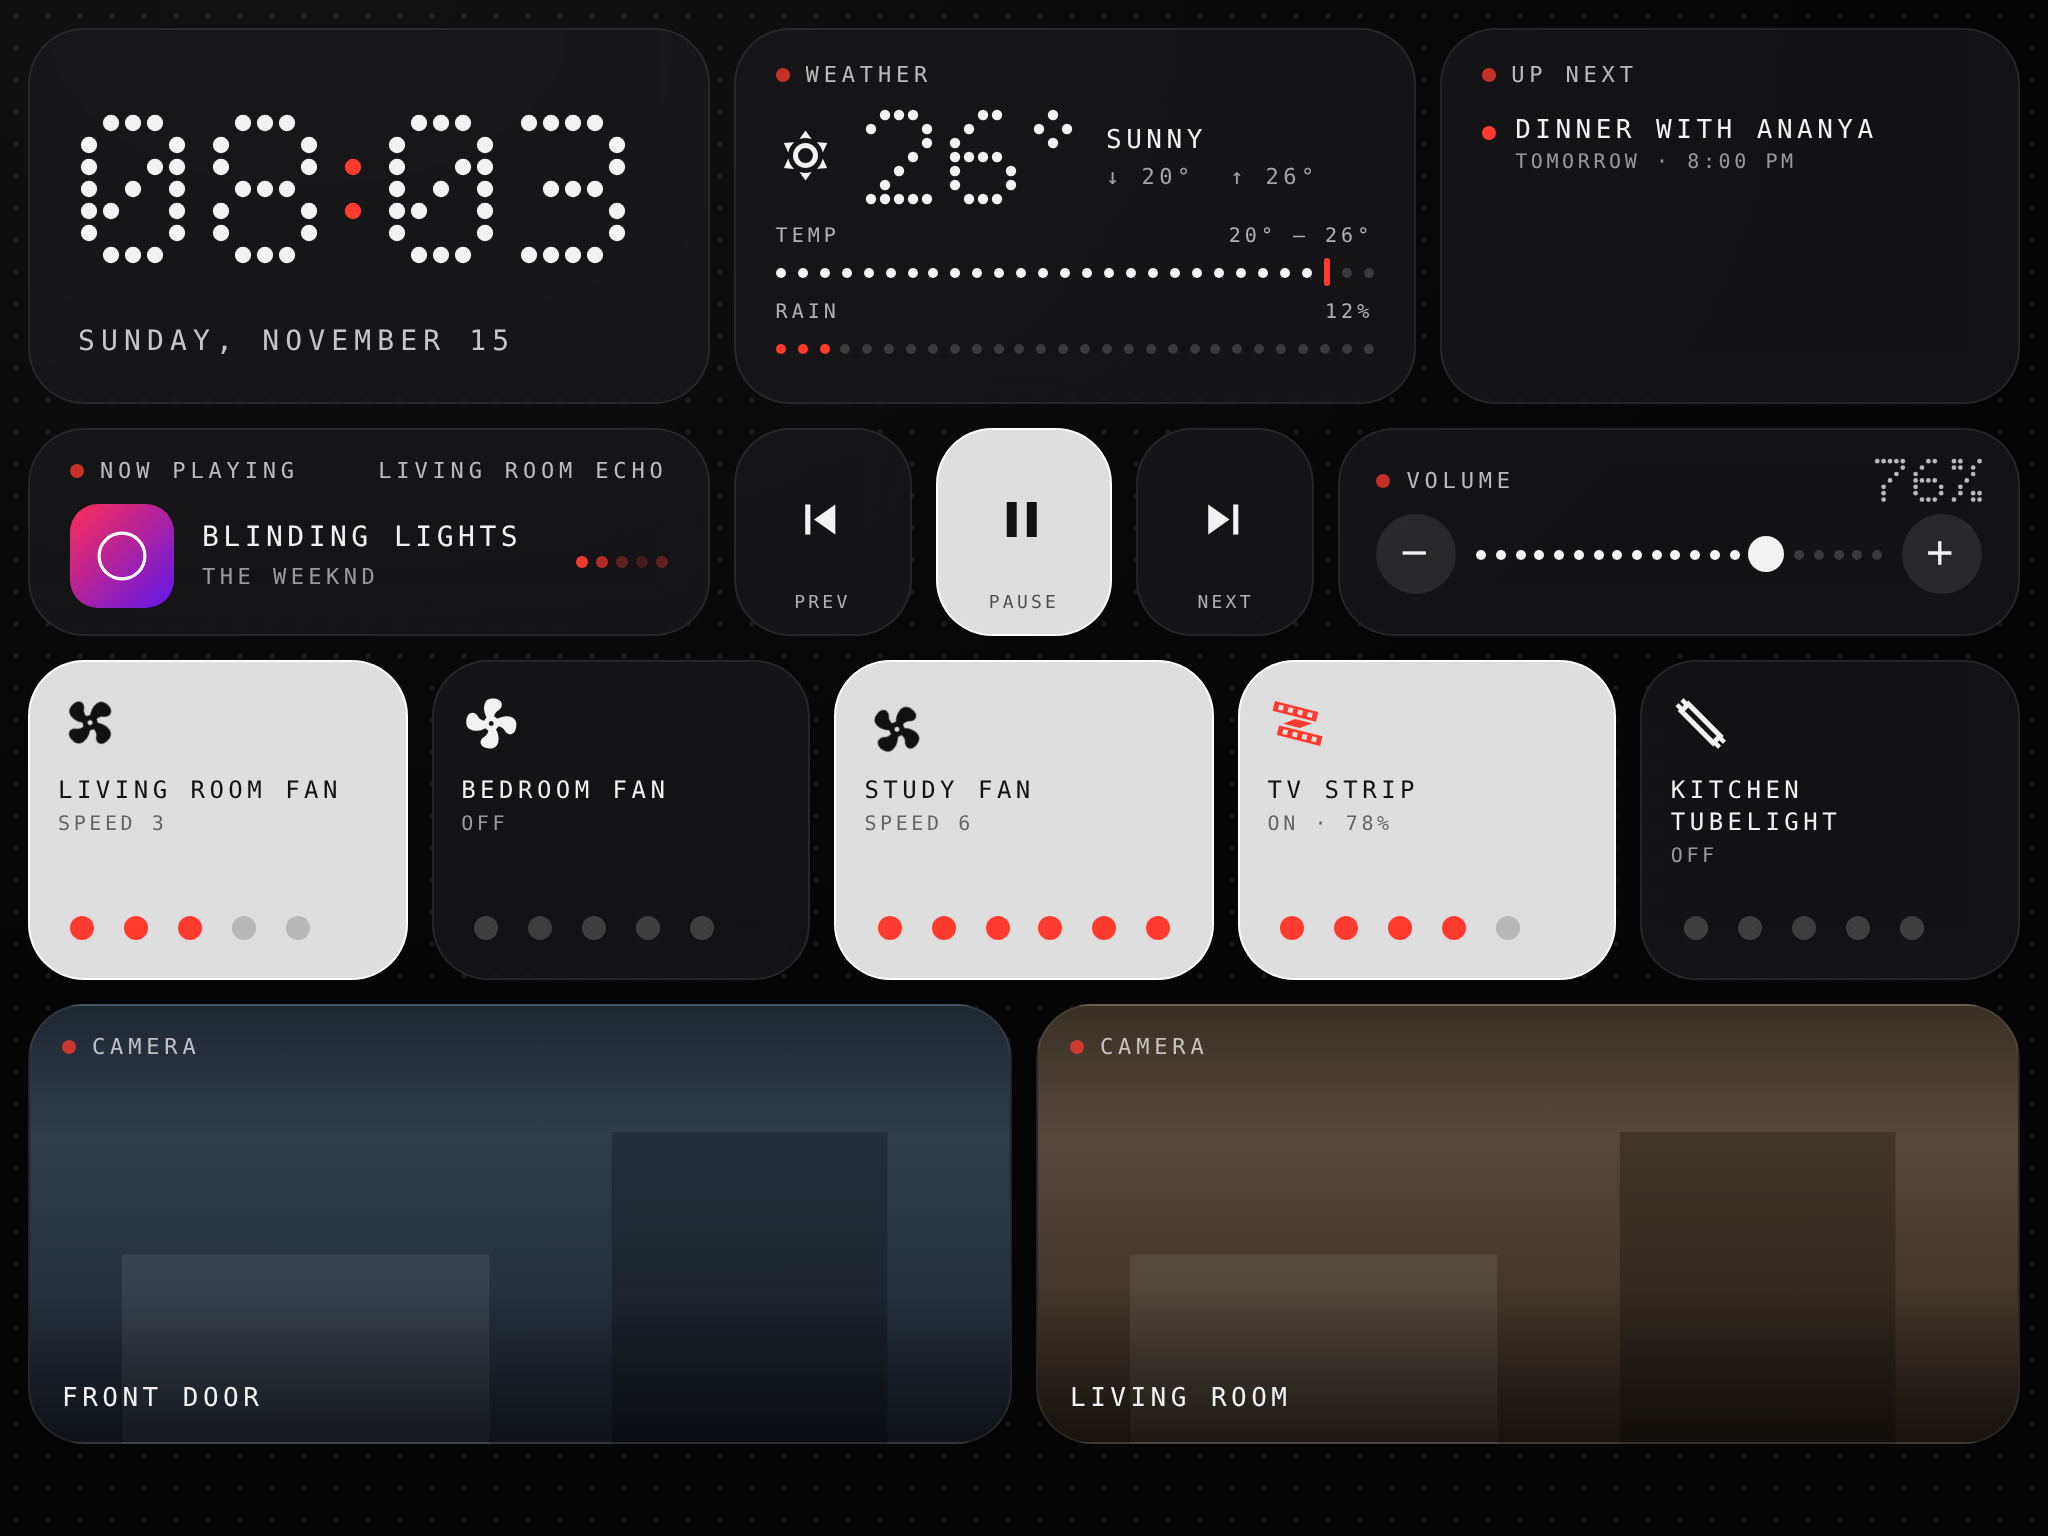 08:03
SUNDAY, NOVEMBER 15
WEATHER
26°
SUNNY
↓ 20° ↑ 26°
TEMP 20° — 26°
RAIN 12%
UP NEXT
DINNER WITH ANANYA
TOMORROW · 8:00 PM
NOW PLAYING LIVING ROOM ECHO
BLINDING LIGHTS
THE WEEKND
PREV
PAUSE
NEXT
VOLUME 76%
LIVING ROOM FAN
SPEED 3
BEDROOM FAN
OFF
STUDY FAN
SPEED 6
TV STRIP
ON · 78%
KITCHEN
TUBELIGHT
OFF
CAMERA
FRONT DOOR
CAMERA
LIVING ROOM